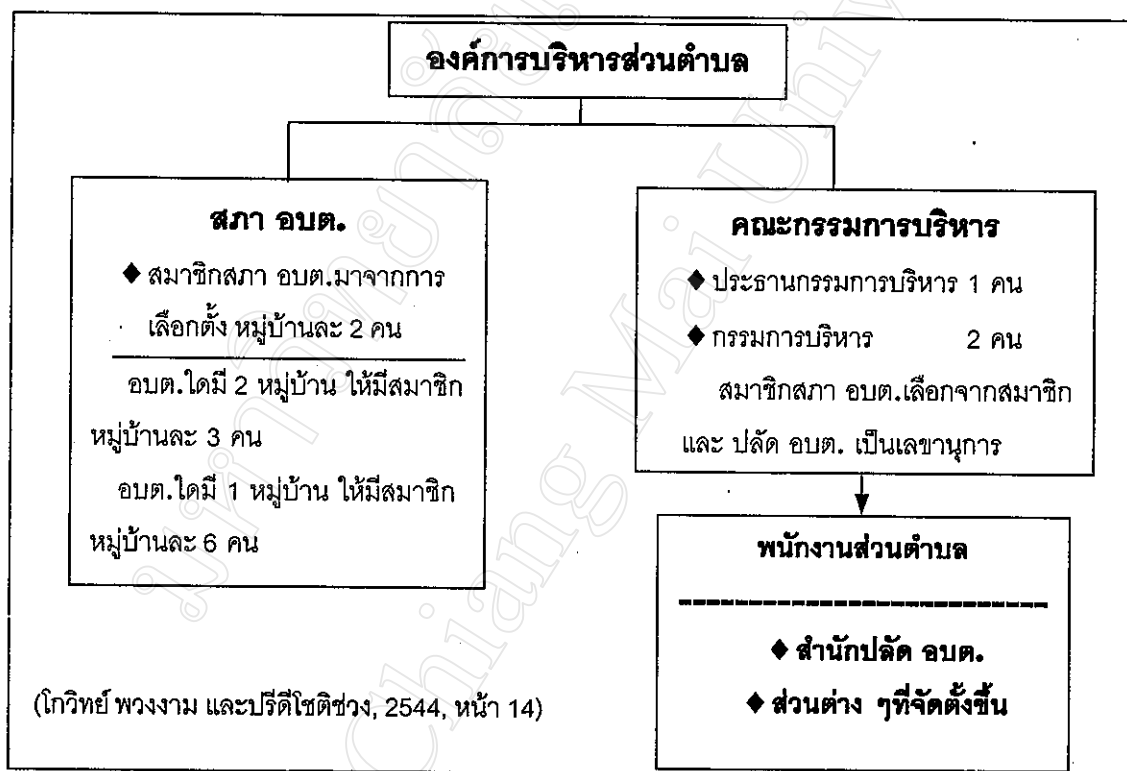 องค์การบริหารส่วนตำบล
สภา อบต.
◆ สมาชิกสภา อบต.มาจากการ
เลือกตั้ง หมู่บ้านละ 2 คน
อบต.ใดมี 2 หมู่บ้าน ให้มีสมาชิก
หมู่บ้านละ 3 คน
อบต.ใดมี 1 หมู่บ้าน ให้มีสมาชิก
หมู่บ้านละ 6 คน
คณะกรรมการบริหาร
◆ ประธานกรรมการบริหาร 1 คน
◆ กรรมการบริหาร 2 คน
สมาชิกสภา อบต.เลือกจากสมาชิก
และ ปลัด อบต. เป็นเลขานุการ
พนักงานส่วนตำบล
◆ สำนักปลัด อบต.
◆ ส่วนต่าง ๆที่จัดตั้งขึ้น
(โกวิทย์ พวงงาม และปรีดีโชติช่วง, 2544, หน้า 14)
มหาวิทยาลัย
Chiang Mai Univ